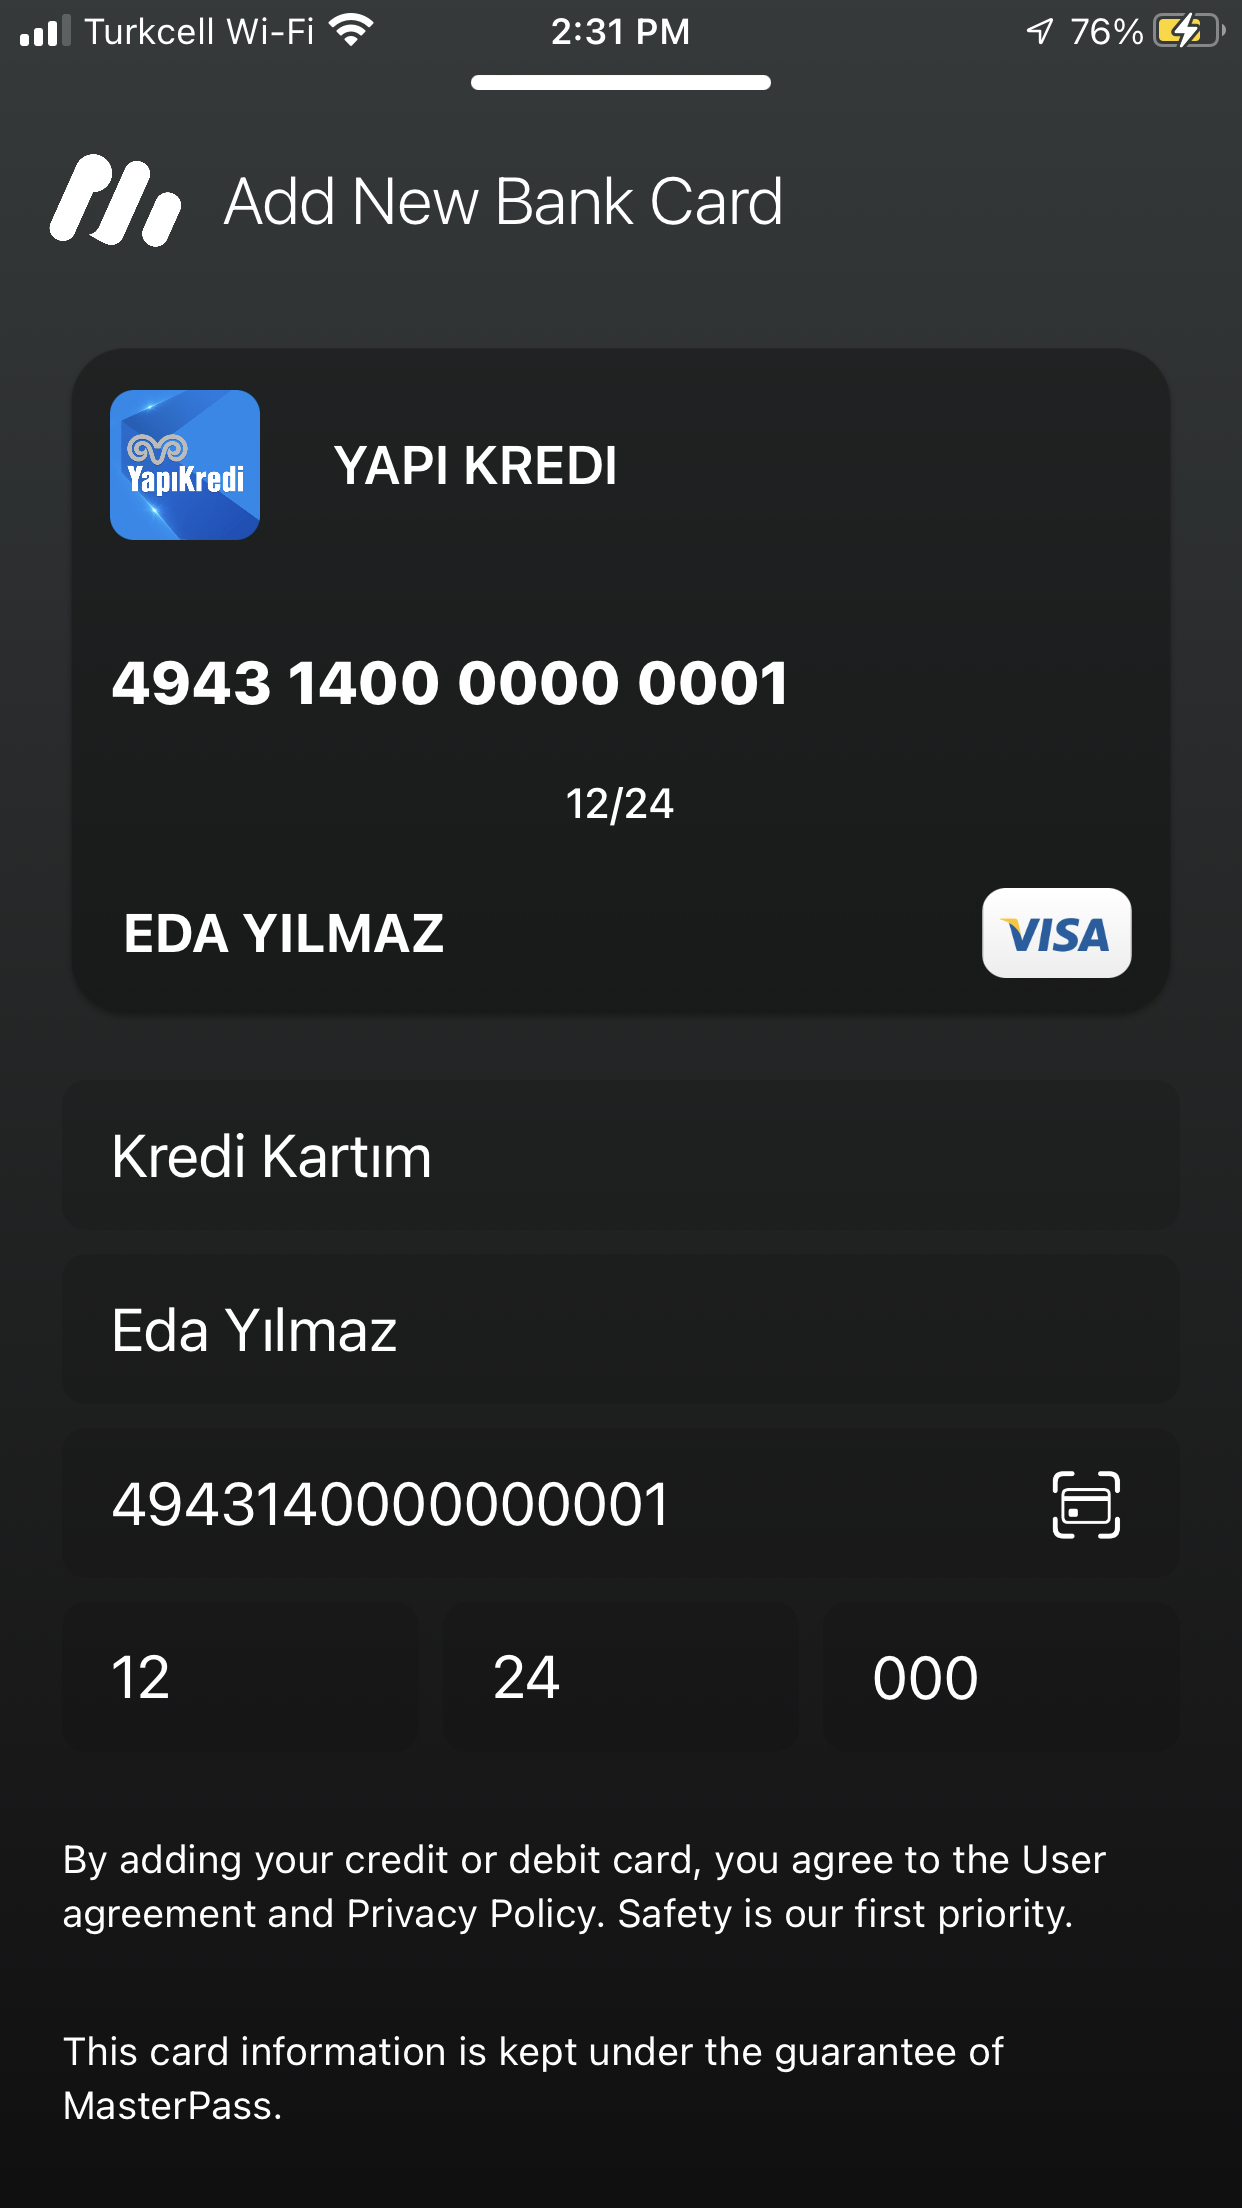 Turkcell Wi-Fi 2:31 PM 76%
Add New Bank Card
YapıKredi
YAPI KREDI
4943 1400 0000 0001
12/24
EDA YILMAZ
VISA
Kredi Kartım
Eda Yılmaz
4943140000000001
12 24 000
By adding your credit or debit card, you agree to the User
agreement and Privacy Policy. Safety is our first priority.
This card information is kept under the guarantee of
MasterPass.